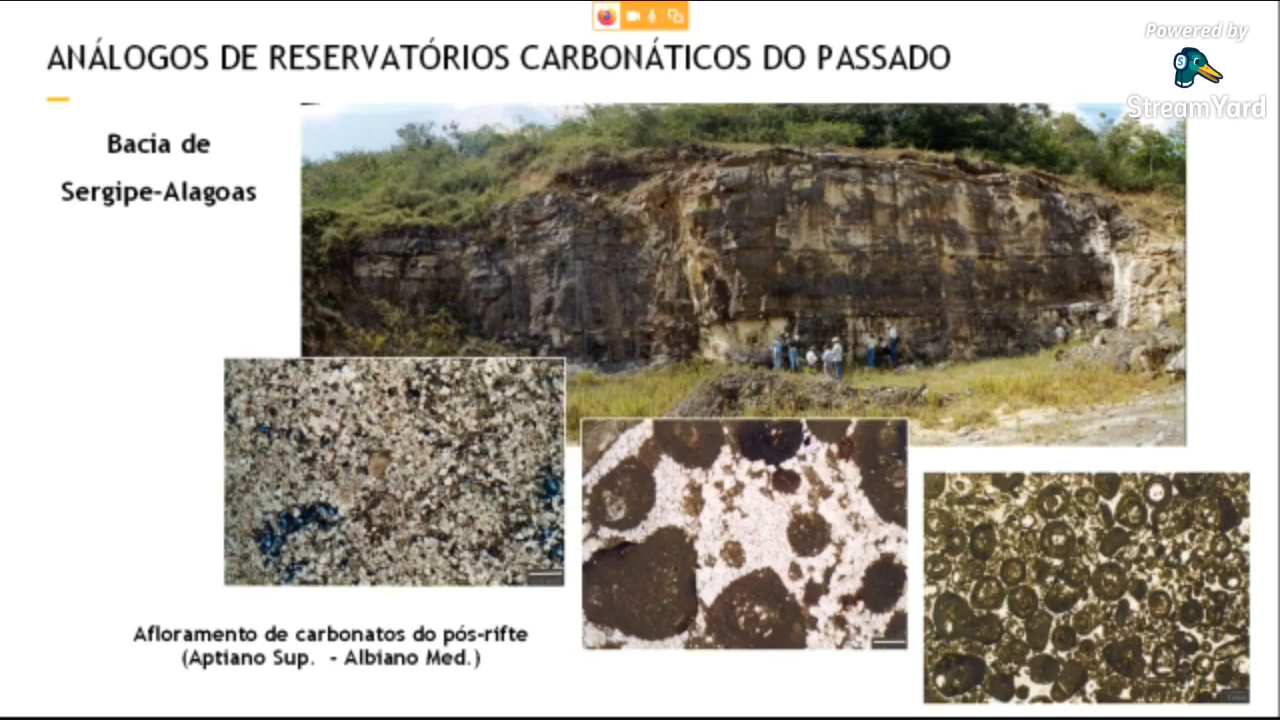 Powered by
StreamYard
ANÁLOGOS DE RESERVATÓRIOS CARBONÁTICOS DO PASSADO
Bacia de
Sergipe-Alagoas
Afloramento de carbonatos do pós-rifte
(Aptiano Sup. - Albiano Med.)